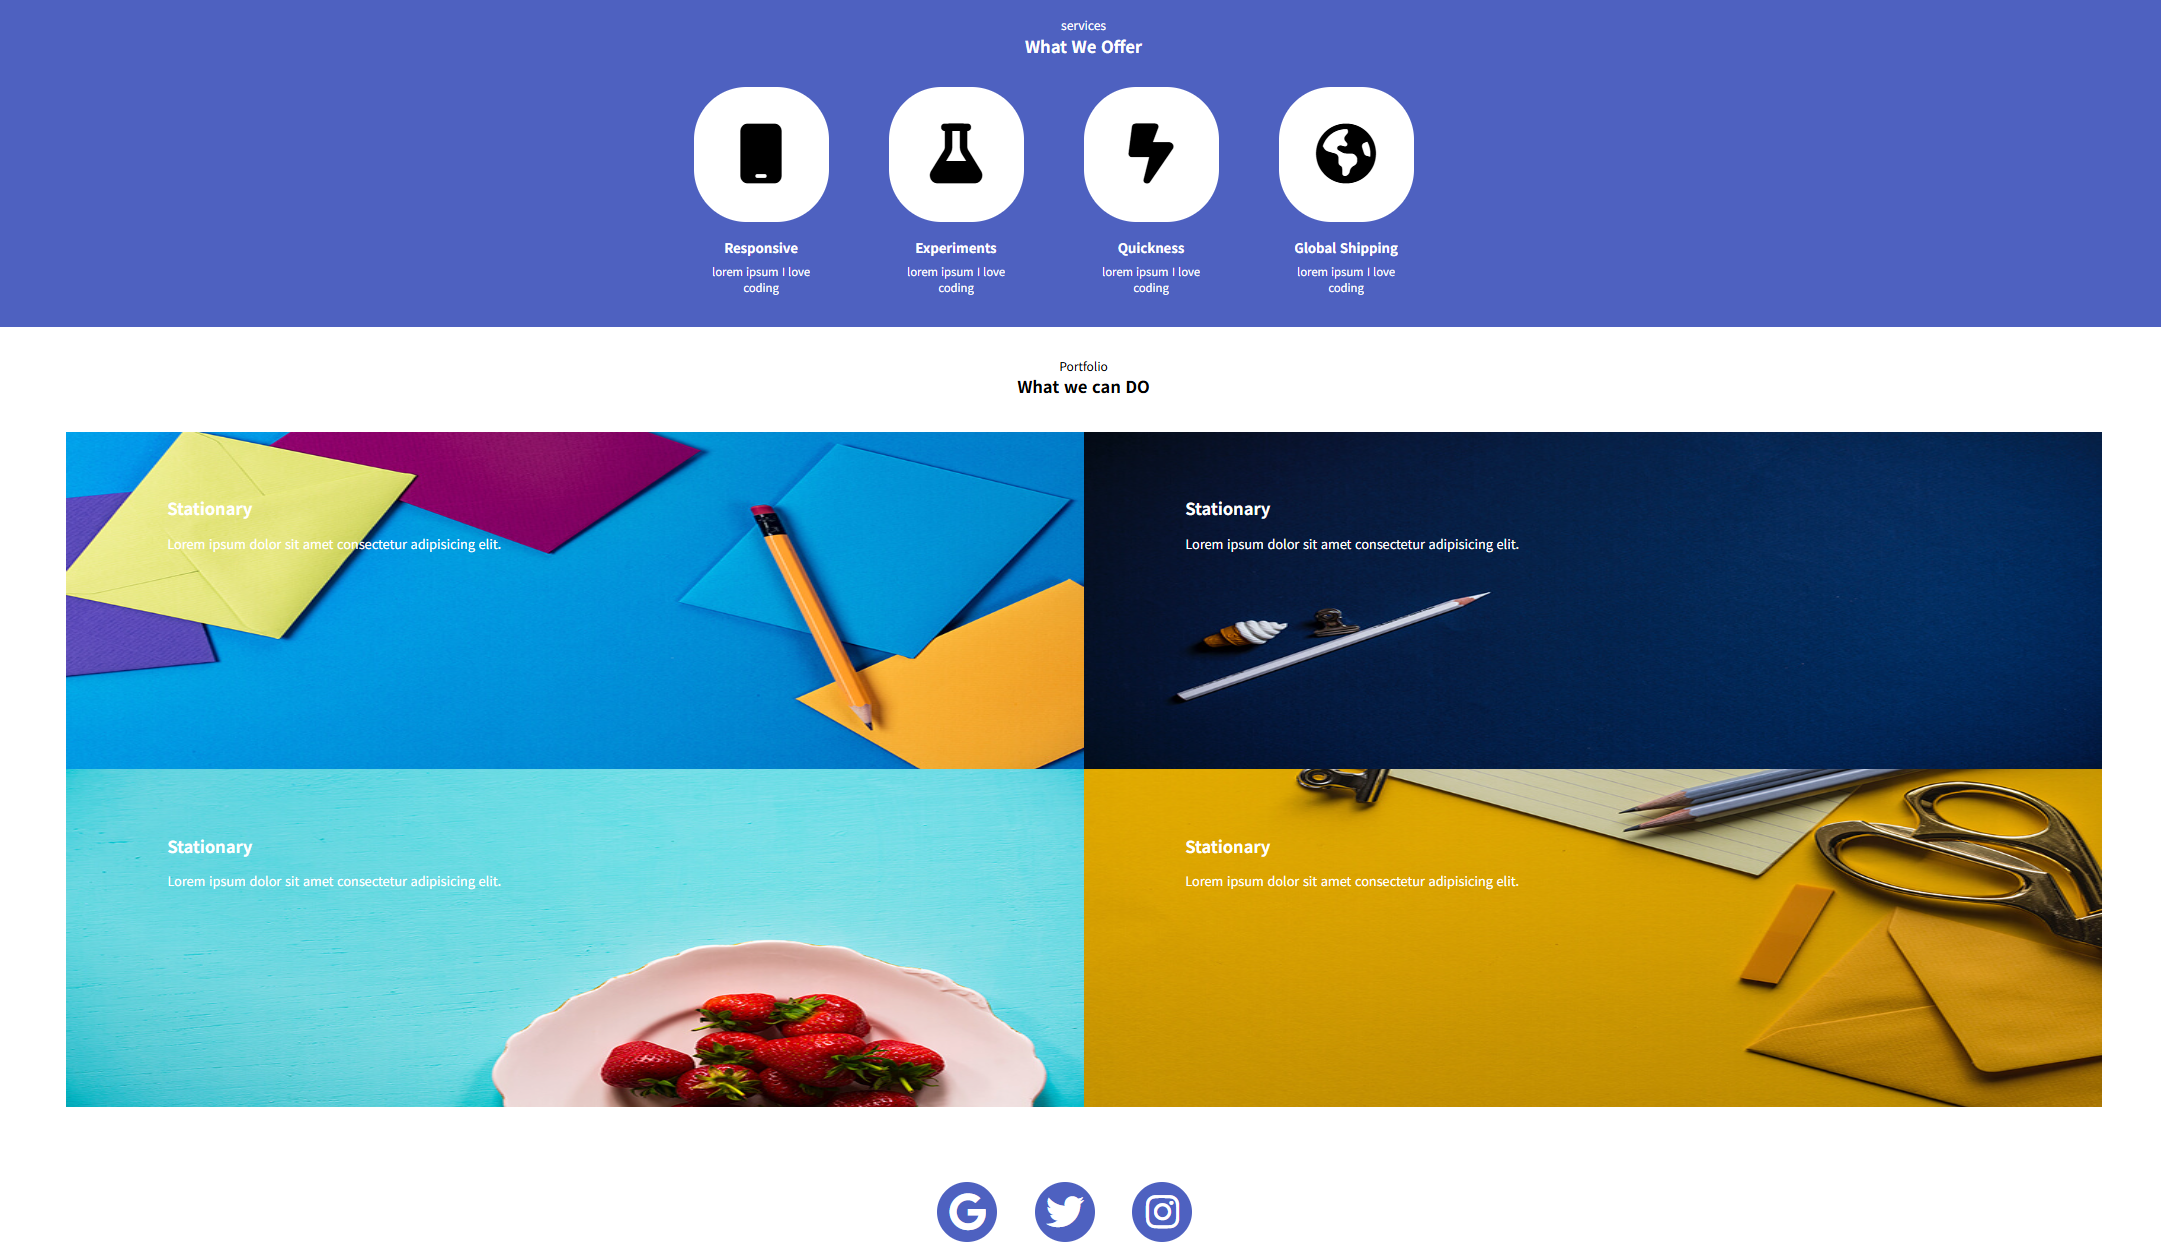 services
What We Offer
Responsive
lorem ipsum I love
coding
Experiments
lorem ipsum I love
coding
Quickness
lorem ipsum I love
coding
Global Shipping
lorem ipsum I love
coding
Portfolio
What we can DO
Stationary
Lorem ipsum dolor sit amet consectetur adipisicing elit.
Stationary
Lorem ipsum dolor sit amet consectetur adipisicing elit.
Stationary
Lorem ipsum dolor sit amet consectetur adipisicing elit.
Stationary
Lorem ipsum dolor sit amet consectetur adipisicing elit.